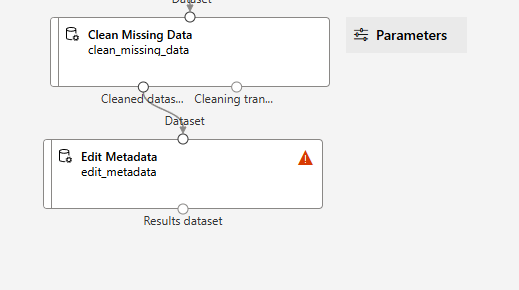 Dataset
Clean Missing Data
clean_missing_data
Parameters
Cleaned datas...
Cleaning tran...
Dataset
Edit Metadata
edit_metadata
Results dataset